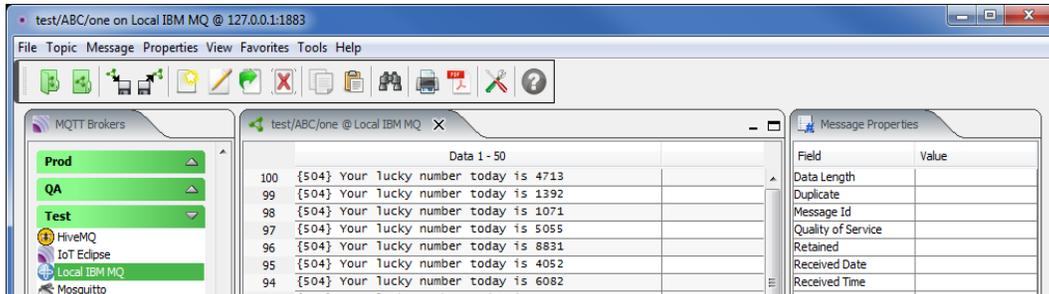 test/ABC/one on Local IBM MQ @ 127.0.0.1:1883
File Topic Message Properties View Favorites Tools Help
PDF
MQTT Brokers
test/ABC/one @ Local IBM MQ X
Message Properties
Prod
QA
Test
HiveMQ
IoT Eclipse
Local IBM MQ
Mosquitto
Data 1 - 50
100 {504} Your lucky number today is 4713
99 {504} Your lucky number today is 1392
98 {504} Your lucky number today is 1071
97 {504} Your lucky number today is 5055
96 {504} Your lucky number today is 8831
95 {504} Your lucky number today is 4052
94 {504} Your lucky number today is 6082
Field Value
Data Length
Duplicate
Message Id
Quality of Service
Retained
Received Date
Received Time